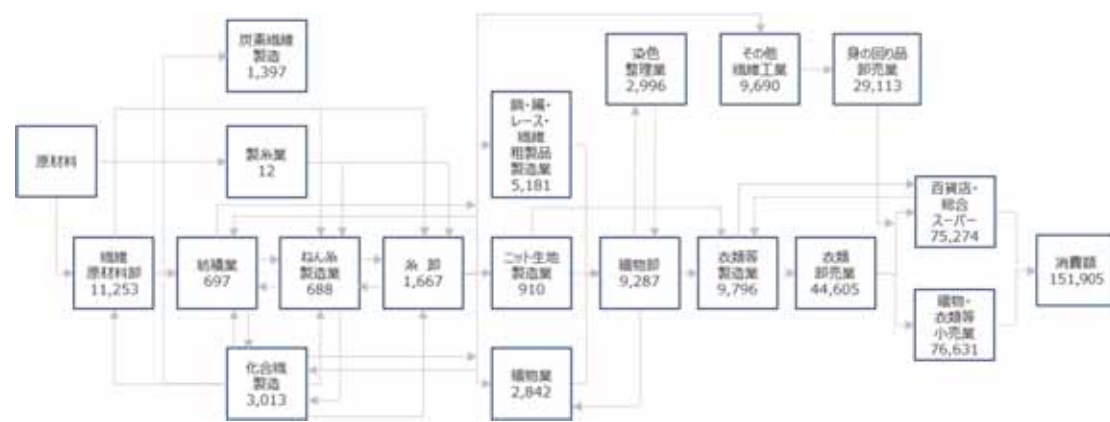 炭素繊維
製造
1,397
原材料
製糸業
12
繊維
原材料卸
11,253
紡績業
697
ねん糸
製造業
688
糸 卸
1,667
化合繊
製造
3,013
網・
レース・
繊維
粗製品
製造業
5,181
ニット生地
製造業
910
織物業
2,842
染色
整理業
2,996
織物卸
9,287
その他
繊維工業
9,690
衣類等
製造業
9,796
身の回り品
卸売業
29,113
衣類
卸売業
44,605
百貨店・
総合
スーパー
75,274
織物・
衣類等
小売業
76,631
消費額
151,905